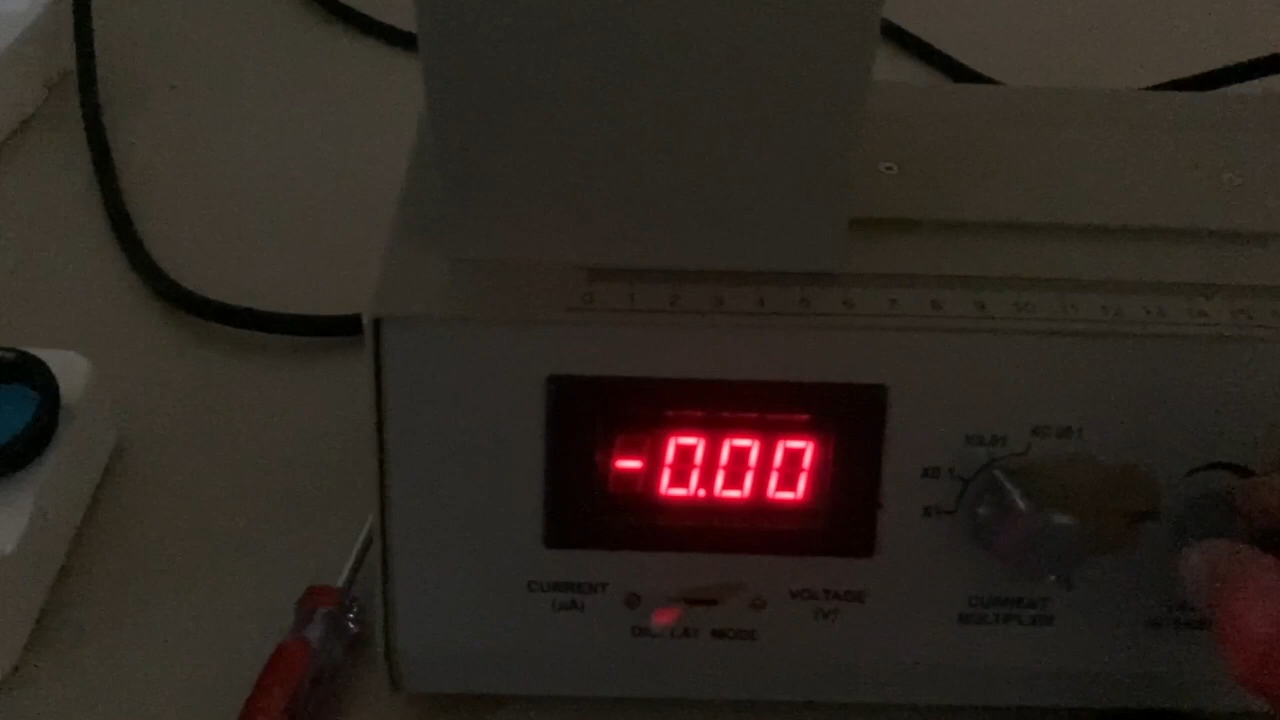 0 1 2 3 4 5 6 7 8 9 10 11 12 13 14 15
-0.00
X0.01
X0.001
X0.1
X1
CURRENT
(μA)
VOLTAGE
(V)
DISPLAY MODE
CURRENT
MULTIPLIER